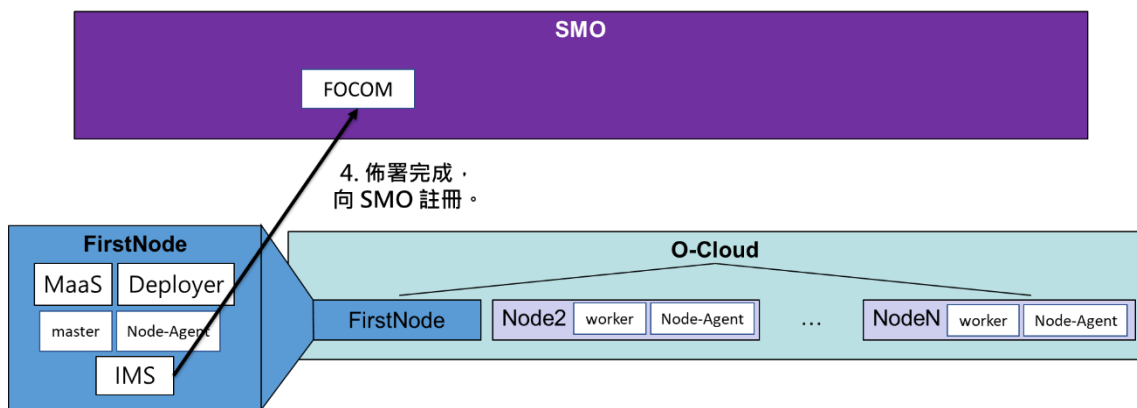 SMO
FOCOM
4. 佈署完成，
向 SMO 註冊。
FirstNode
MaaS
Deployer
master
Node-Agent
IMS
O-Cloud
FirstNode
Node2
worker
Node-Agent
...
NodeN
worker
Node-Agent